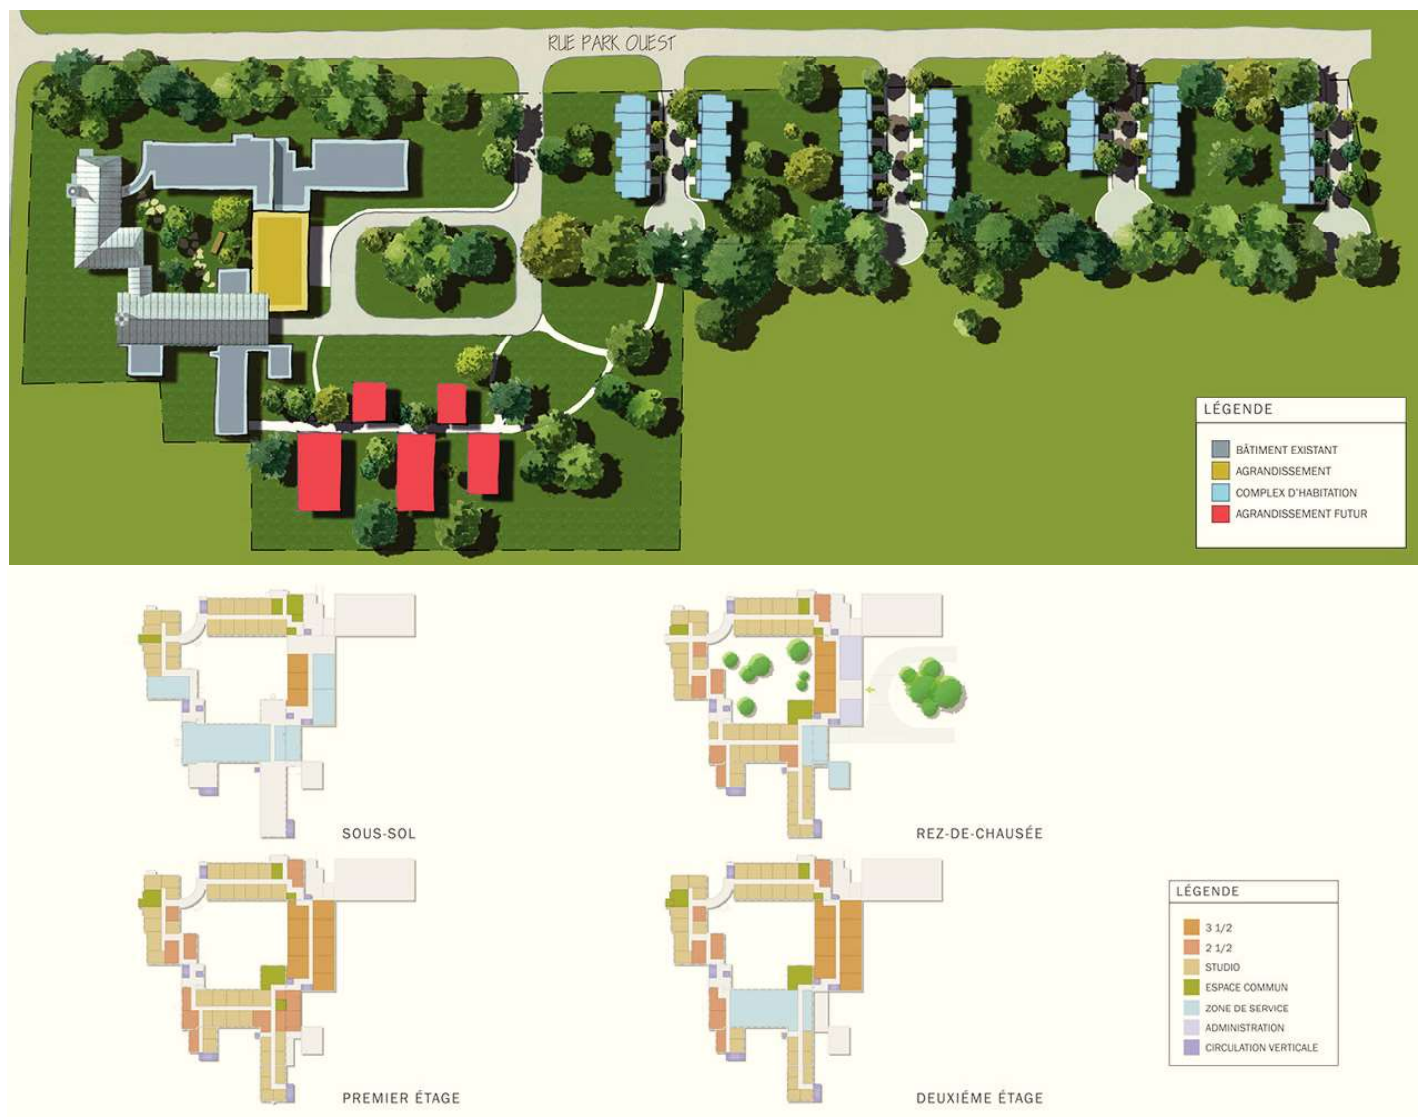 RUE PARK OUEST
LÉGENDE
BÂTIMENT EXISTANT
AGRANDISSEMENT
COMPLEX D'HABITATION
AGRANDISSEMENT FUTUR
SOUS-SOL
REZ-DE-CHAUSÉE
PREMIER ÉTAGE
DEUXIÉME ÉTAGE
LÉGENDE
3 1/2
2 1/2
STUDIO
ESPACE COMMUN
ZONE DE SERVICE
ADMINISTRATION
CIRCULATION VERTICALE